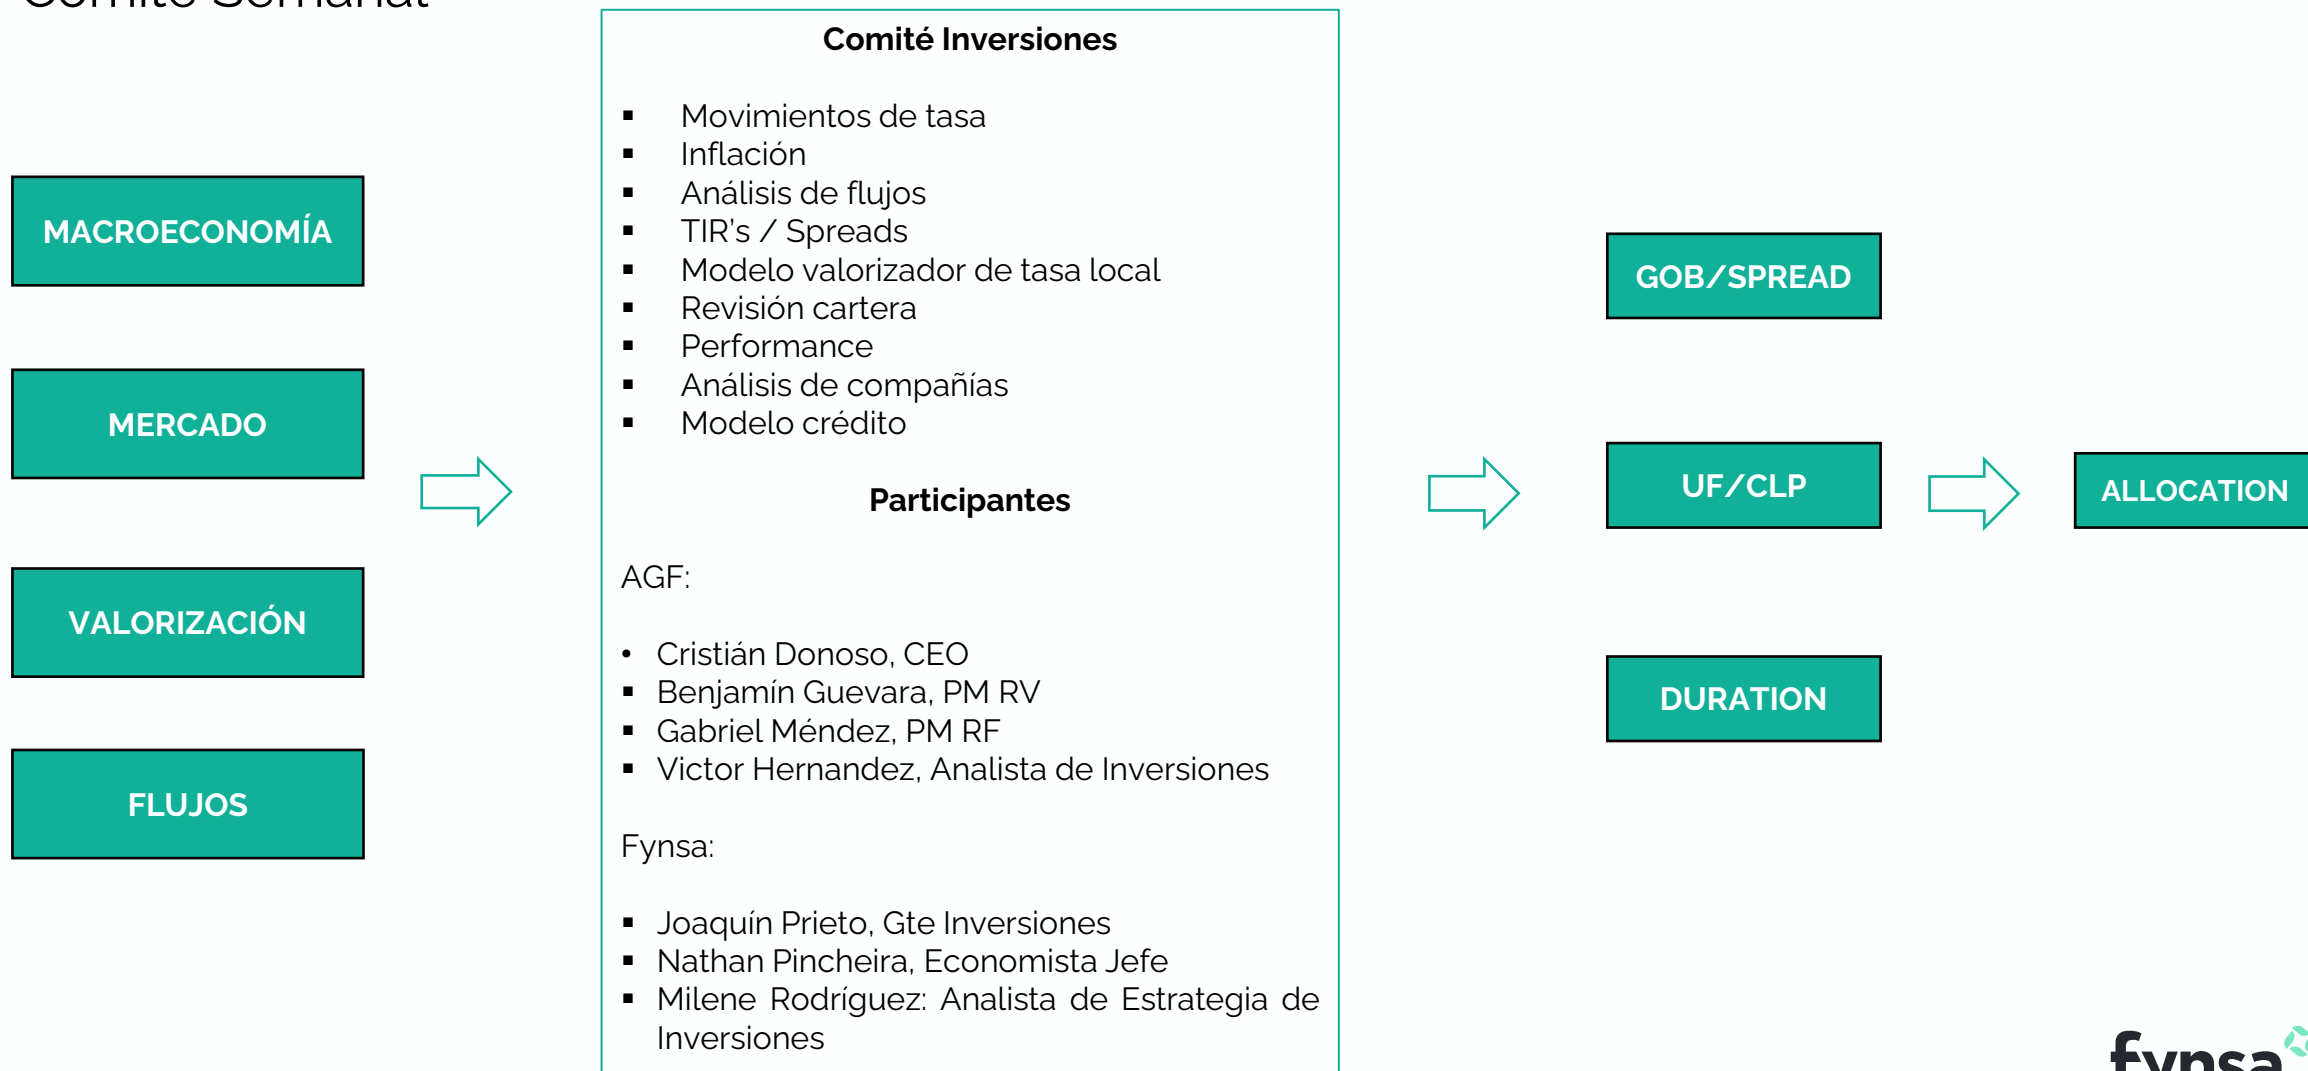 Comité Semanal
MACROECONOMÍA
MERCADO
VALORIZACIÓN
FLUJOS
Comité Inversiones
▪ Movimientos de tasa
▪ Inflación
▪ Análisis de flujos
▪ TIR's / Spreads
▪ Modelo valorizador de tasa local
▪ Revisión cartera
▪ Performance
▪ Análisis de compañías
▪ Modelo crédito
Participantes
AGF:
• Cristián Donoso, CEO
▪ Benjamín Guevara, PM RV
▪ Gabriel Méndez, PM RF
▪ Victor Hernandez, Analista de Inversiones
Fynsa:
▪ Joaquín Prieto, Gte Inversiones
▪ Nathan Pincheira, Economista Jefe
▪ Milene Rodríguez: Analista de Estrategia de
Inversiones
GOB/SPREAD
UF/CLP
DURATION
ALLOCATION
fynsa